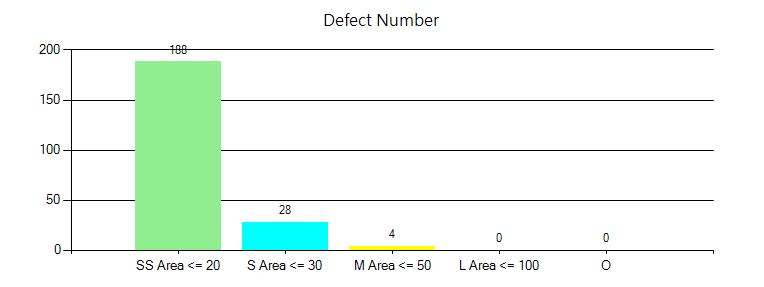 Defect Number
200
150
100
50
0
188
28
4
0
0
SS Area <= 20
S Area <= 30
M Area <= 50
L Area <= 100
O